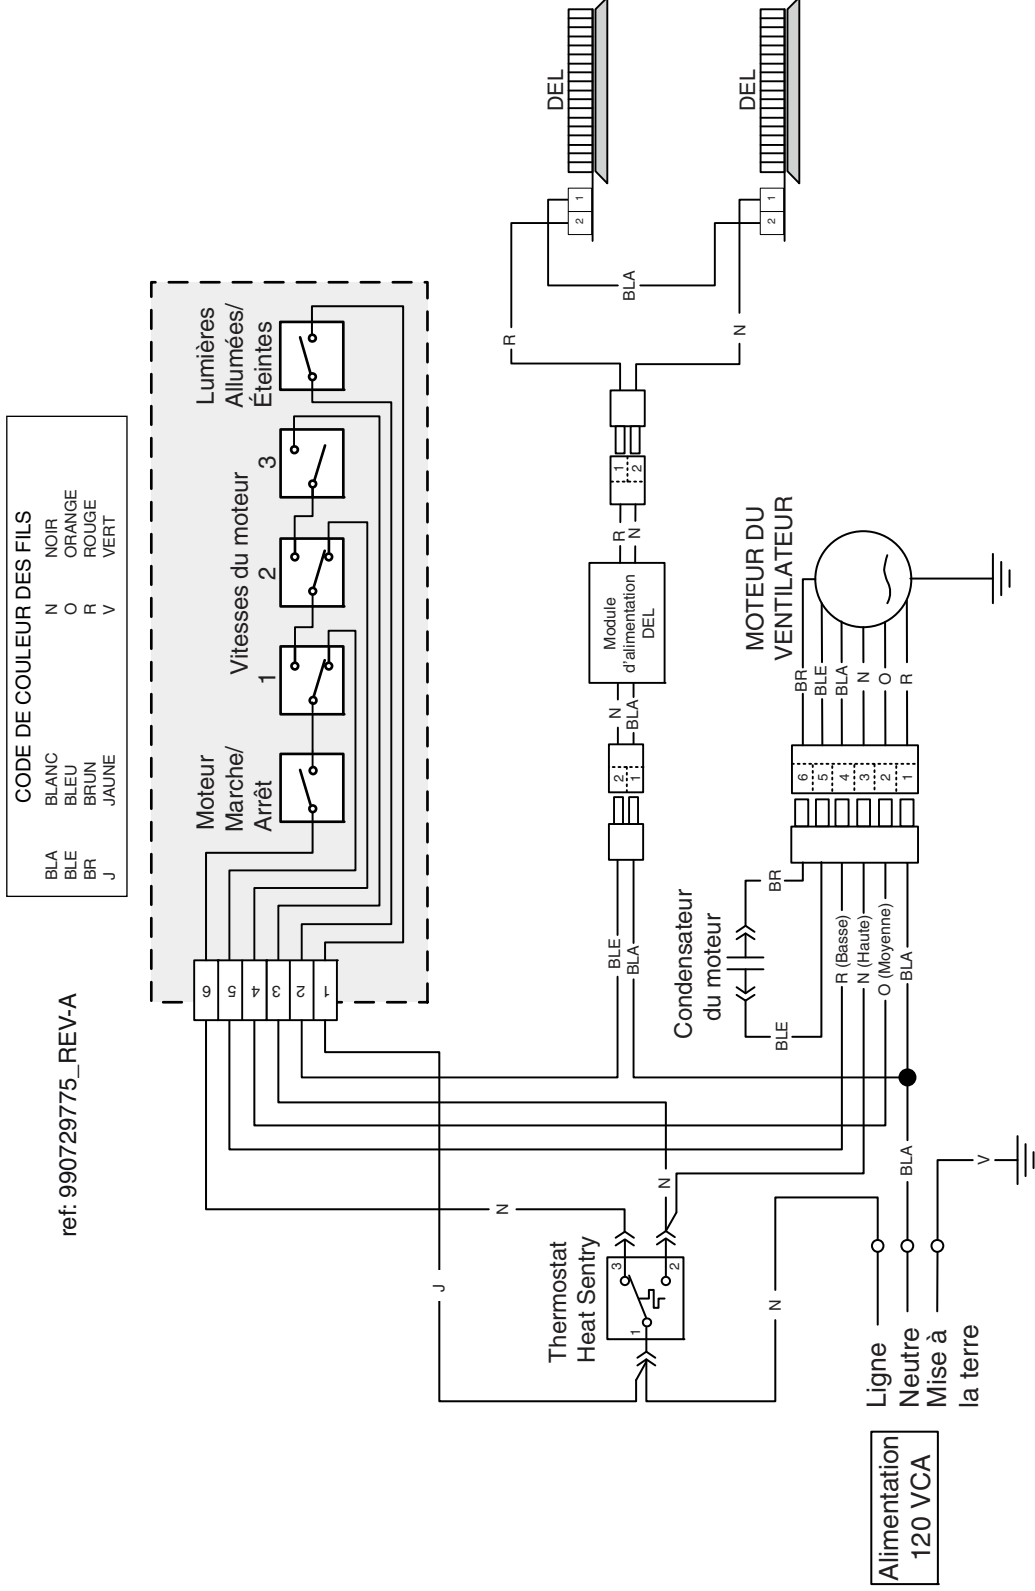 ref: 990729775_REV-A
CODE DE COULEUR DES FILS
BLA BLANC N NOIR
BLE BLEU O ORANGE
BR BRUN R ROUGE
J JAUNE V VERT
Moteur
Marche/
Arrêt
Vitesses du moteur
1
2
3
Lumières
Allumées/
Éteintes
6
5
4
3
2
1
J
N
N
Thermostat
Heat Sentry
1
3
2
N
BLE
BLA
2
1
N
BLA
Module
d'alimentation
DEL
R
N
1
2
R
N
BLA
2
1
DEL
2
1
DEL
Condensateur
du moteur
BLE
BR
R (Basse)
N (Haute)
O (Moyenne)
BLA
6
5
4
3
2
1
BR
BLE
BLA
N
O
R
MOTEUR DU
VENTILATEUR
Alimentation
120 VCA
Ligne
Neutre
Mise à
la terre
BLA
V